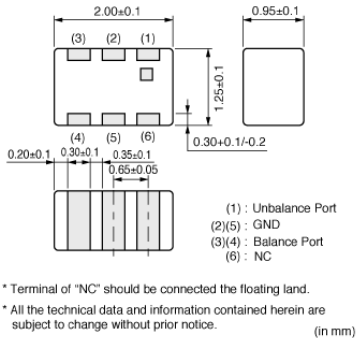 2.00±0.1
0.95±0.1
(3) (2) (1)
1.25±0.1
(4) (5) (6)
0.30+0.1/-0.2
0.20±0.1 0.30±0.1 0.35±0.1
0.65±0.05
(1) : Unbalance Port
(2)(5) : GND
(3)(4) : Balance Port
(6) : NC
* Terminal of "NC" should be connected the floating land.
* All the technical data and information contained herein are
subject to change without prior notice.
(in mm)